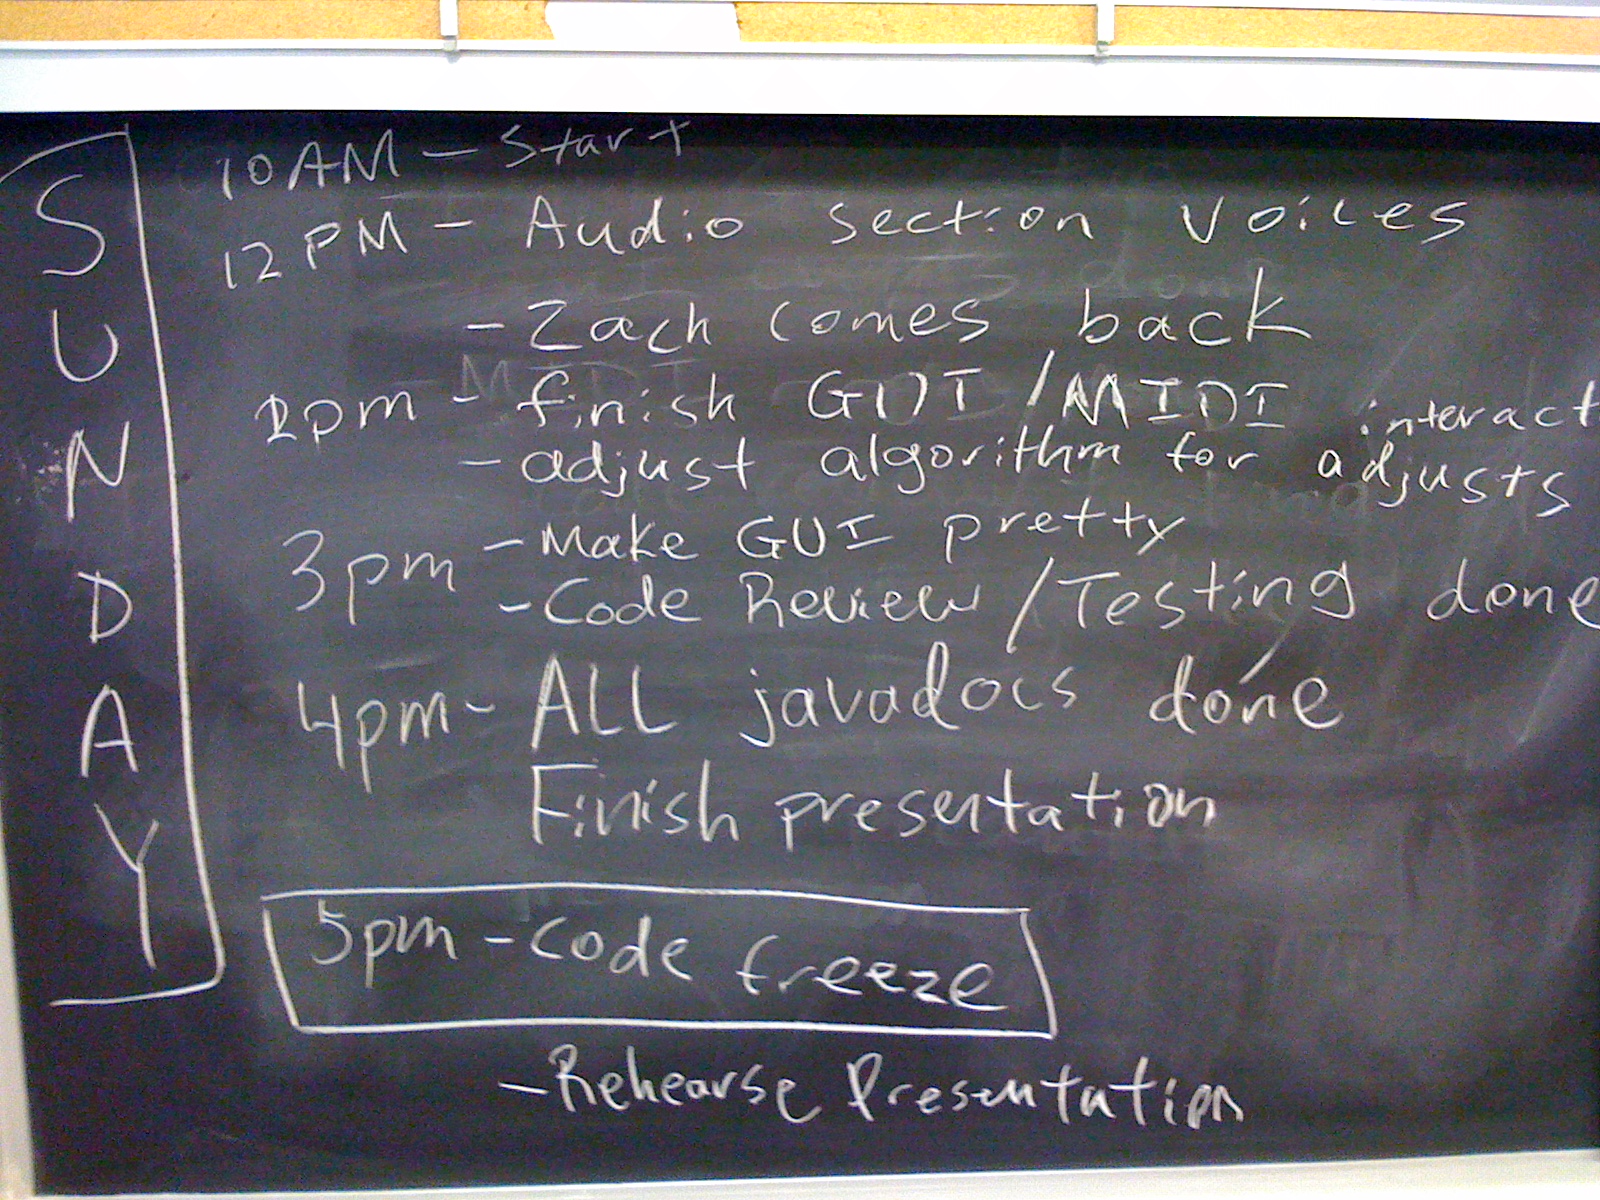 SUNDAY
10AM - Start
12PM - Audio section voices
- Zach comes back
2pm - finish GUI/MIDI interact
- adjust algorithm for adjusts
3pm - Make GUI pretty
- Code Review/Testing done
4pm - ALL javadocs done
Finish presentation
5pm - Code freeze
- Rehearse Presentation